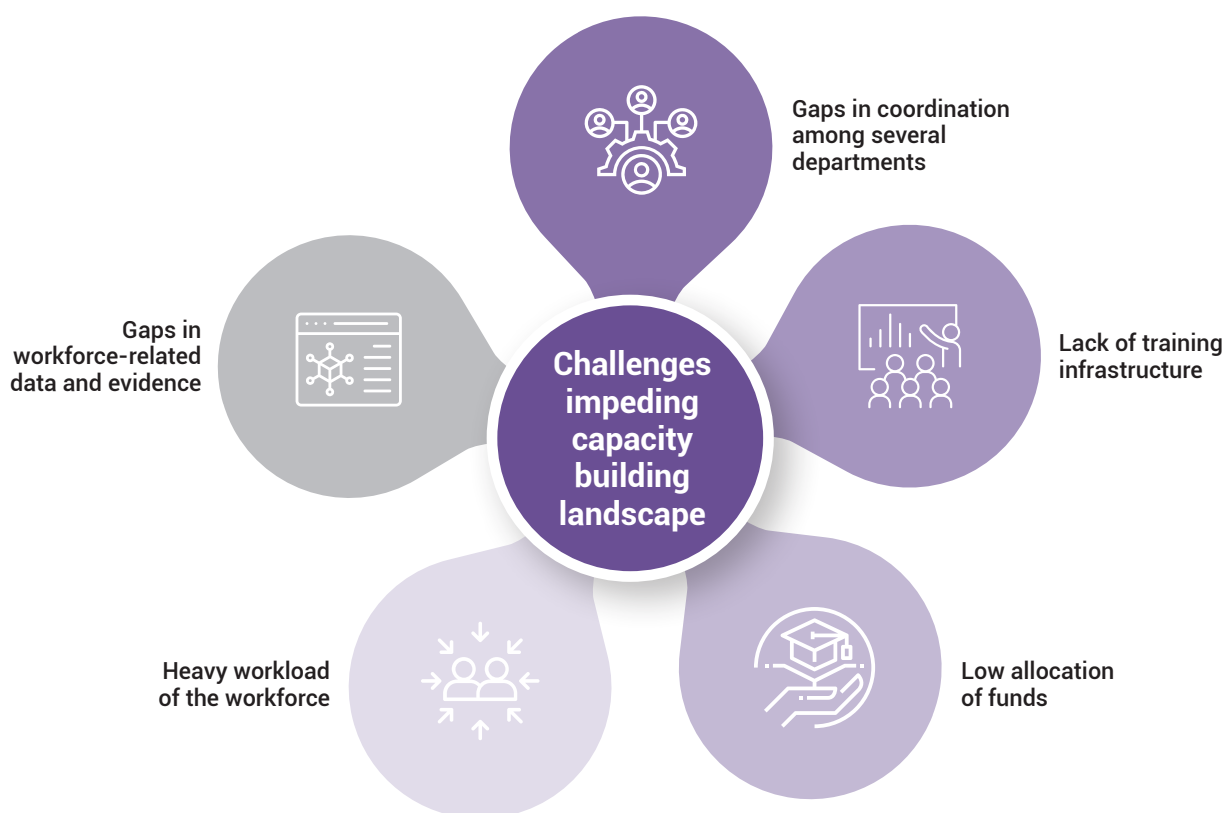 Challenges
impeding
capacity
building
landscape
Gaps in coordination
among several
departments
Lack of training
infrastructure
Low allocation
of funds
Heavy workload
of the workforce
Gaps in
workforce-related
data and evidence